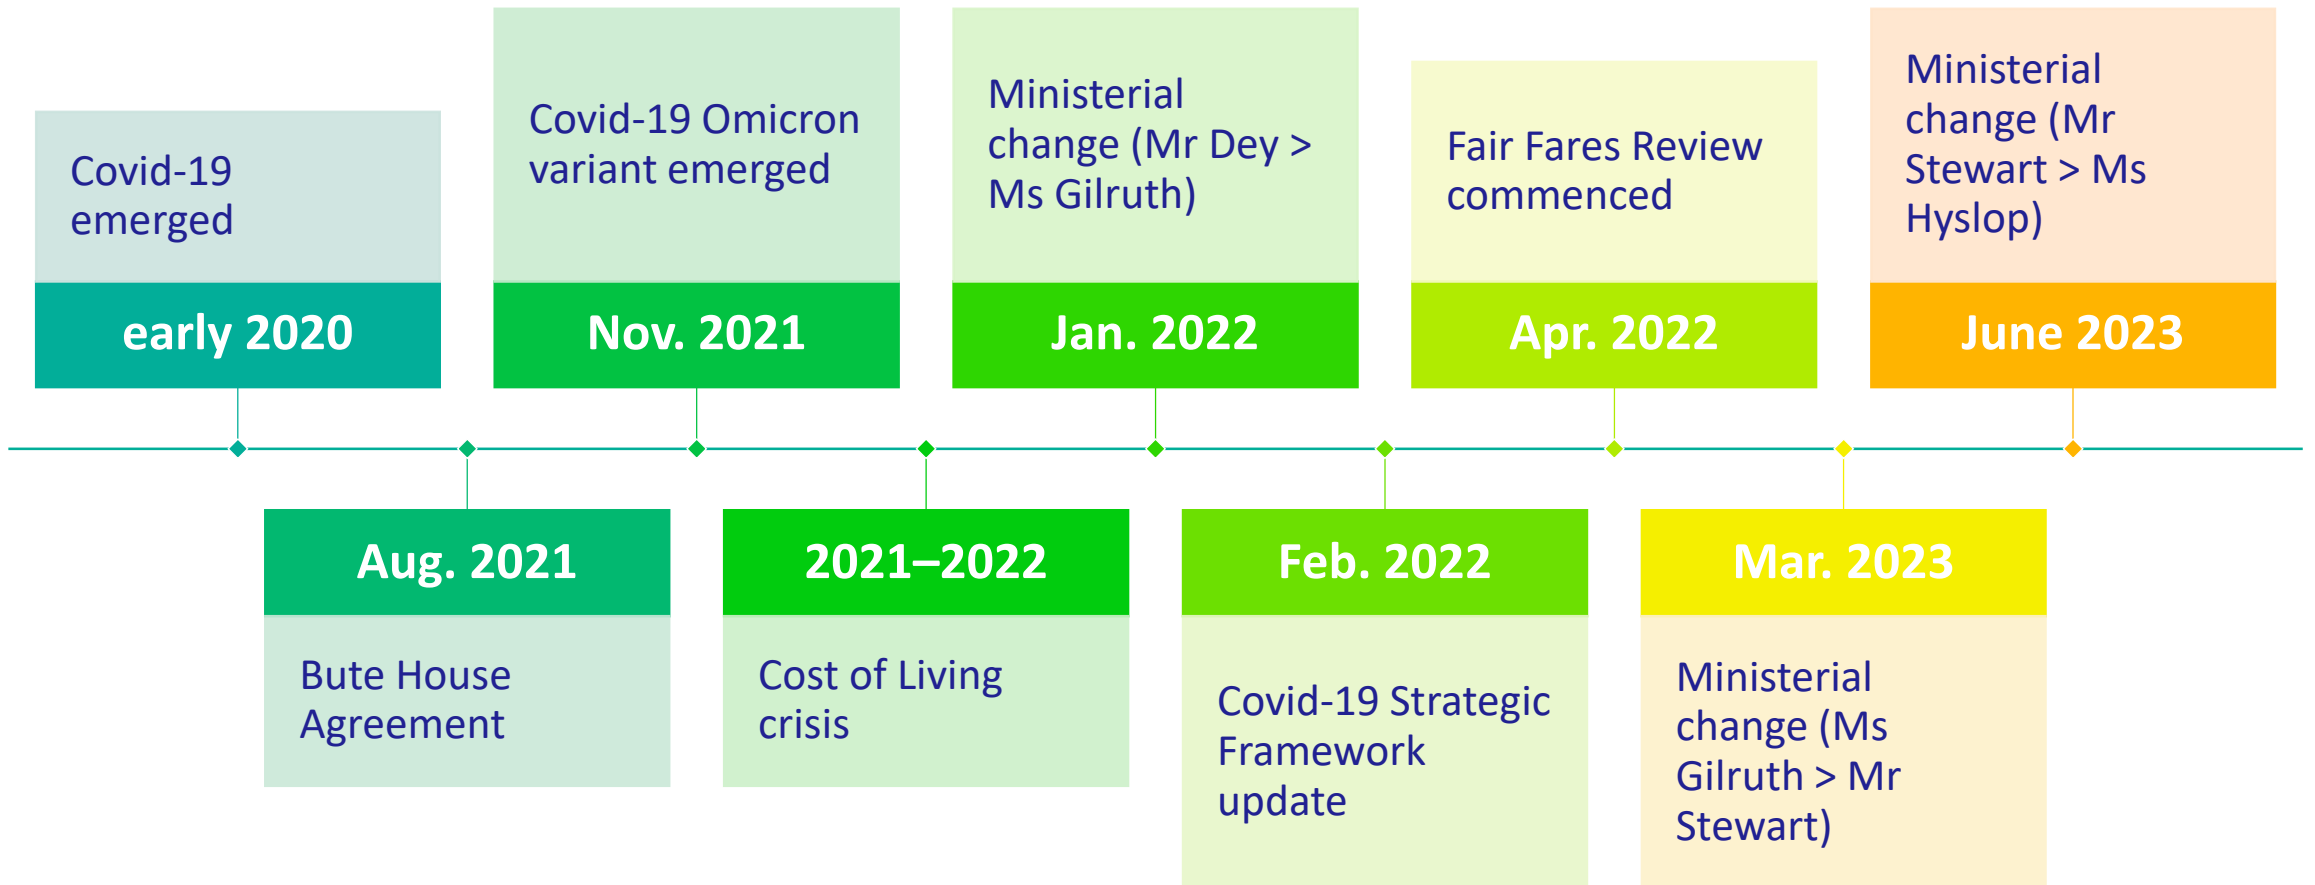 Covid-19
emerged
early 2020
Aug. 2021
Bute House
Agreement
Covid-19 Omicron
variant emerged
Nov. 2021
2021–2022
Cost of Living
crisis
Ministerial
change (Mr Dey >
Ms Gilruth)
Jan. 2022
Feb. 2022
Covid-19 Strategic
Framework
update
Fair Fares Review
commenced
Apr. 2022
Mar. 2023
Ministerial
change (Ms
Gilruth > Mr
Stewart)
Ministerial
change (Mr
Stewart > Ms
Hyslop)
June 2023